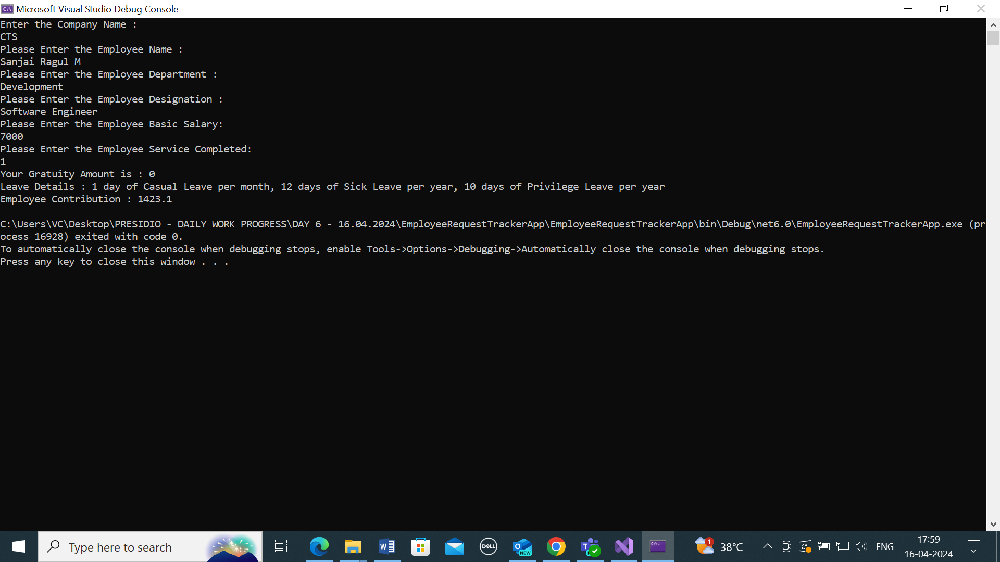 Microsoft Visual Studio Debug Console
Enter the Company Name :
CTS
Please Enter the Employee Name :
Sanjai Ragul M
Please Enter the Employee Department :
Development
Please Enter the Employee Designation :
Software Engineer
Please Enter the Employee Basic Salary:
7000
Please Enter the Employee Service Completed:
1
Your Gratuity Amount is : 0
Leave Details : 1 day of Casual Leave per month, 12 days of Sick Leave per year, 10 days of Privilege Leave per year
Employee Contribution : 1423.1
C:\Users\VC\Desktop\PRESIDIO - DAILY WORK PROGRESS\DAY 6 - 16.04.2024\EmployeeRequestTrackerApp\EmployeeRequestTrackerApp\bin\Debug\net6.0\EmployeeRequestTrackerApp.exe (pr
ocess 16928) exited with code 0.
To automatically close the console when debugging stops, enable Tools->Options->Debugging->Automatically close the console when debugging stops.
Press any key to close this window . . .
Type here to search
DELL
NEW
1
38°C
ENG
17:59
16-04-2024